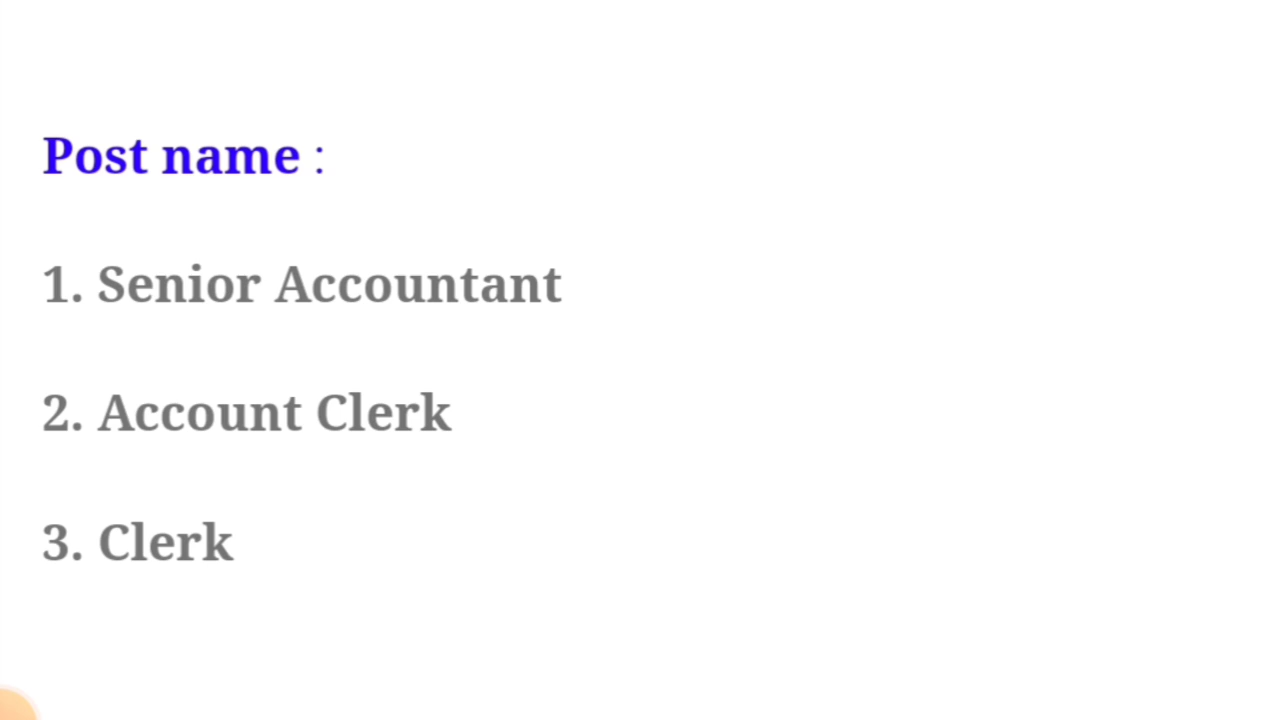 Post name :
1. Senior Accountant
2. Account Clerk
3. Clerk